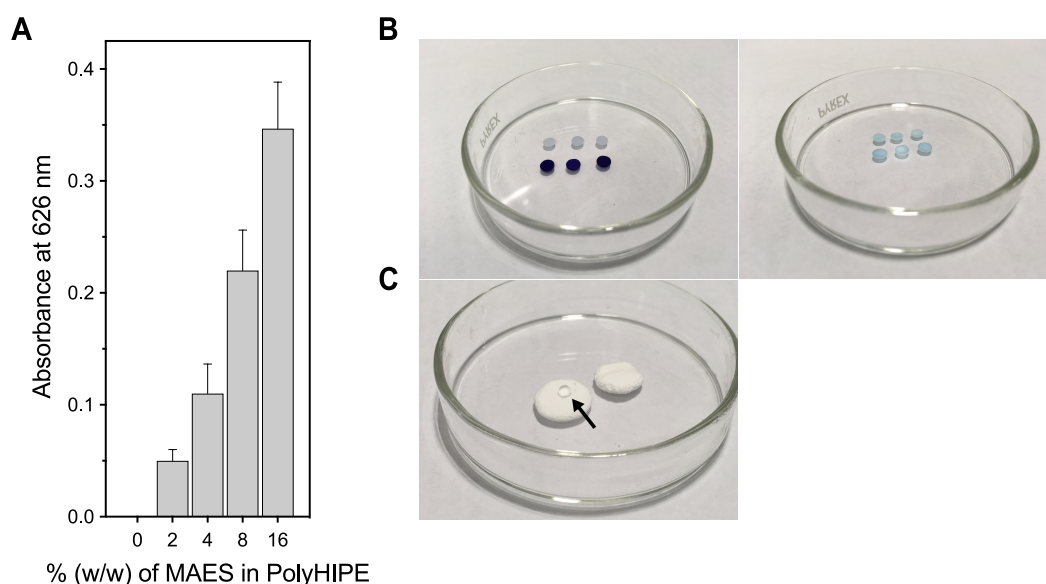 A
Absorbance at 626 nm
0.4
0.3
0.2
0.1
0.0
0 2 4 8 16
% (w/w) of MAES in PolyHIPE
B
PYREX
PYREX
C